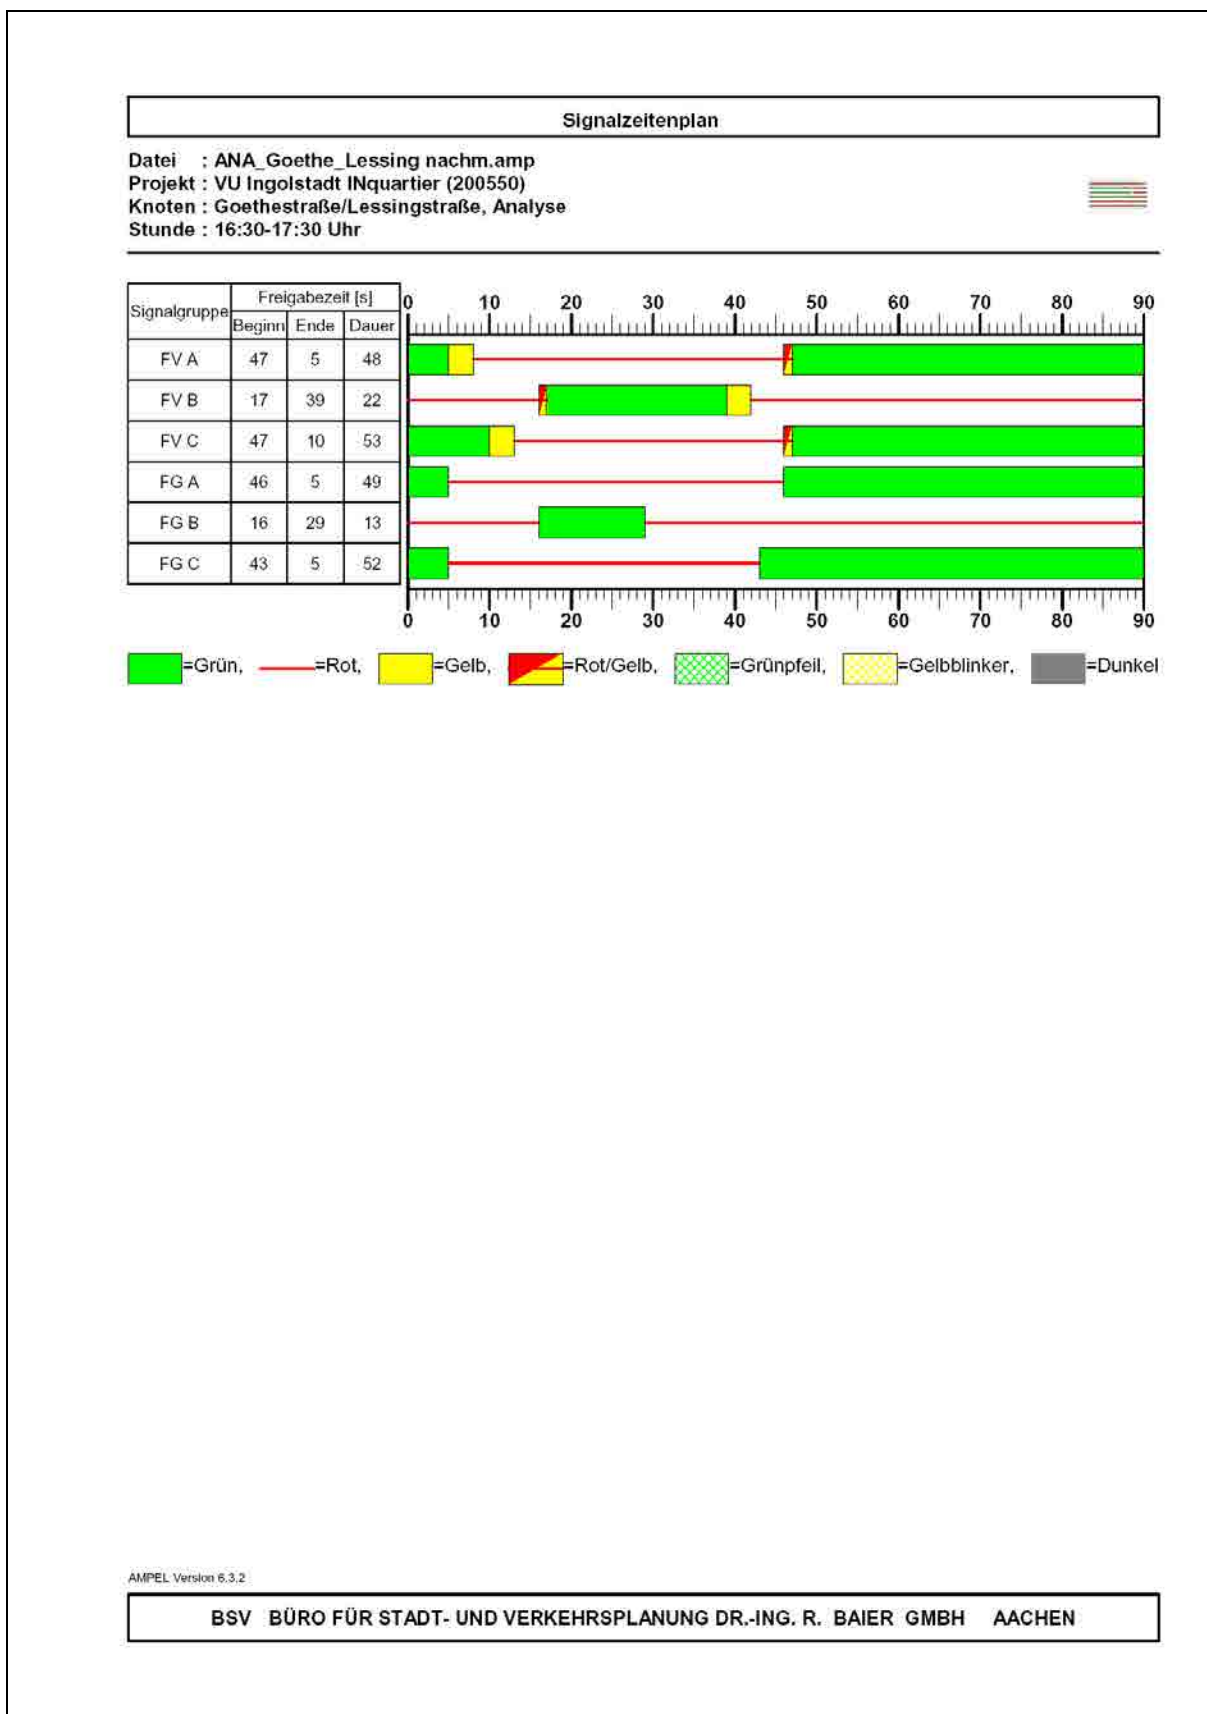 Signalzeitenplan
Datei : ANA_Goethe_Lessing nachm.amp
Projekt : VU Ingolstadt INquartier (200550)
Knoten : Goethestraße/Lessingstraße, Analyse
Stunde : 16:30-17:30 Uhr
Signalgruppe Freigabezeit [s]
Beginn Ende Dauer
0 10 20 30 40 50 60 70 80 90
FV A 47 5 48
FV B 17 39 22
FV C 47 10 53
FG A 46 5 49
FG B 16 29 13
FG C 43 5 52
0 10 20 30 40 50 60 70 80 90
=Grün, =Rot, =Gelb, =Rot/Gelb, =Grünpfeil, =Gelbblinker, =Dunkel
AMPEL Version 6.3.2
BSV BÜRO FÜR STADT- UND VERKEHRSPLANUNG DR.-ING. R. BAIER GMBH AACHEN